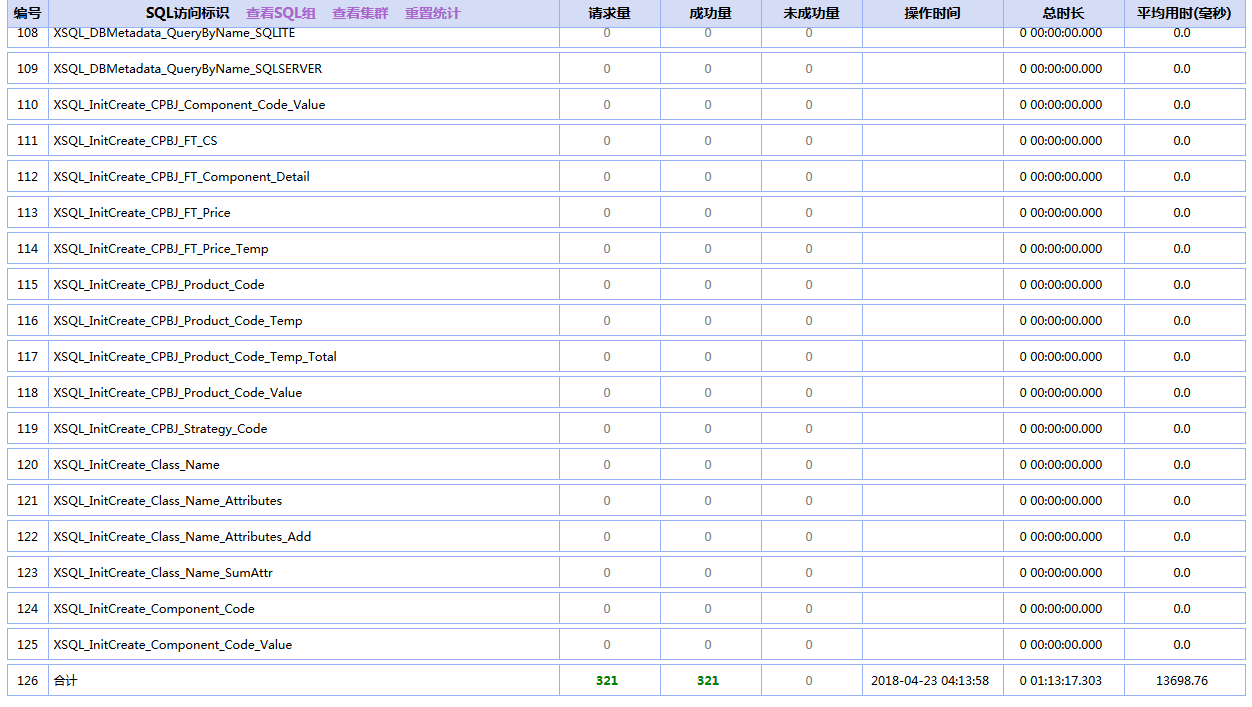 编号 SQL访问标识 查看SQL组 查看集群 重置统计 请求量 成功量 未成功量 操作时间 总时长 平均用时(毫秒)
108 XSQL_DBMetadata_QueryByName_SQLITE 0 0 0 0 00:00:00.000 0.0
109 XSQL_DBMetadata_QueryByName_SQLSERVER 0 0 0 0 00:00:00.000 0.0
110 XSQL_InitCreate_CPBJ_Component_Code_Value 0 0 0 0 00:00:00.000 0.0
111 XSQL_InitCreate_CPBJ_FT_CS 0 0 0 0 00:00:00.000 0.0
112 XSQL_InitCreate_CPBJ_FT_Component_Detail 0 0 0 0 00:00:00.000 0.0
113 XSQL_InitCreate_CPBJ_FT_Price 0 0 0 0 00:00:00.000 0.0
114 XSQL_InitCreate_CPBJ_FT_Price_Temp 0 0 0 0 00:00:00.000 0.0
115 XSQL_InitCreate_CPBJ_Product_Code 0 0 0 0 00:00:00.000 0.0
116 XSQL_InitCreate_CPBJ_Product_Code_Temp 0 0 0 0 00:00:00.000 0.0
117 XSQL_InitCreate_CPBJ_Product_Code_Temp_Total 0 0 0 0 00:00:00.000 0.0
118 XSQL_InitCreate_CPBJ_Product_Code_Value 0 0 0 0 00:00:00.000 0.0
119 XSQL_InitCreate_CPBJ_Strategy_Code 0 0 0 0 00:00:00.000 0.0
120 XSQL_InitCreate_Class_Name 0 0 0 0 00:00:00.000 0.0
121 XSQL_InitCreate_Class_Name_Attributes 0 0 0 0 00:00:00.000 0.0
122 XSQL_InitCreate_Class_Name_Attributes_Add 0 0 0 0 00:00:00.000 0.0
123 XSQL_InitCreate_Class_Name_SumAttr 0 0 0 0 00:00:00.000 0.0
124 XSQL_InitCreate_Component_Code 0 0 0 0 00:00:00.000 0.0
125 XSQL_InitCreate_Component_Code_Value 0 0 0 0 00:00:00.000 0.0
126 合计 321 321 0 2018-04-23 04:13:58 0 01:13:17.303 13698.76